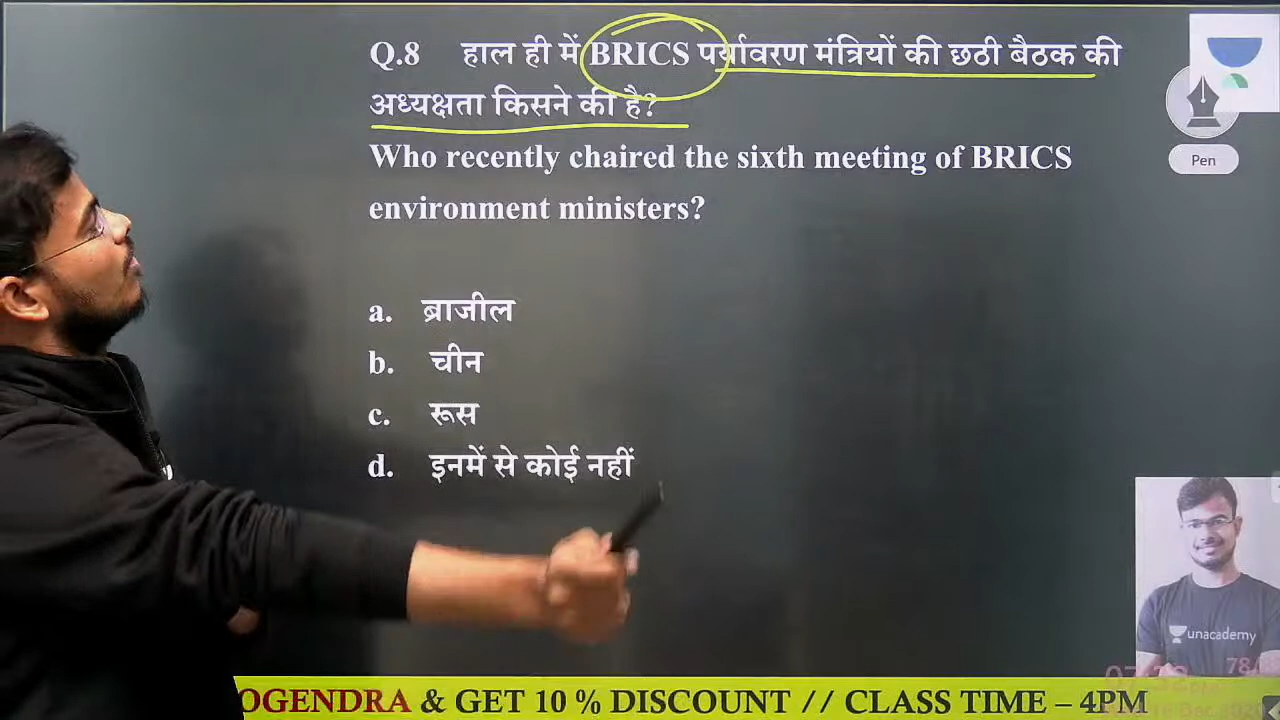 Q.8 हाल ही में BRICS पर्यावरण मंत्रियों की छठी बैठक की
अध्यक्षता किसने की है?
Who recently chaired the sixth meeting of BRICS
environment ministers?
a. ब्राजील
b. चीन
c. रूस
d. इनमें से कोई नहीं
Pen
unacademy
OGENDRA & GET 10 % DISCOUNT // CLASS TIME – 4PM